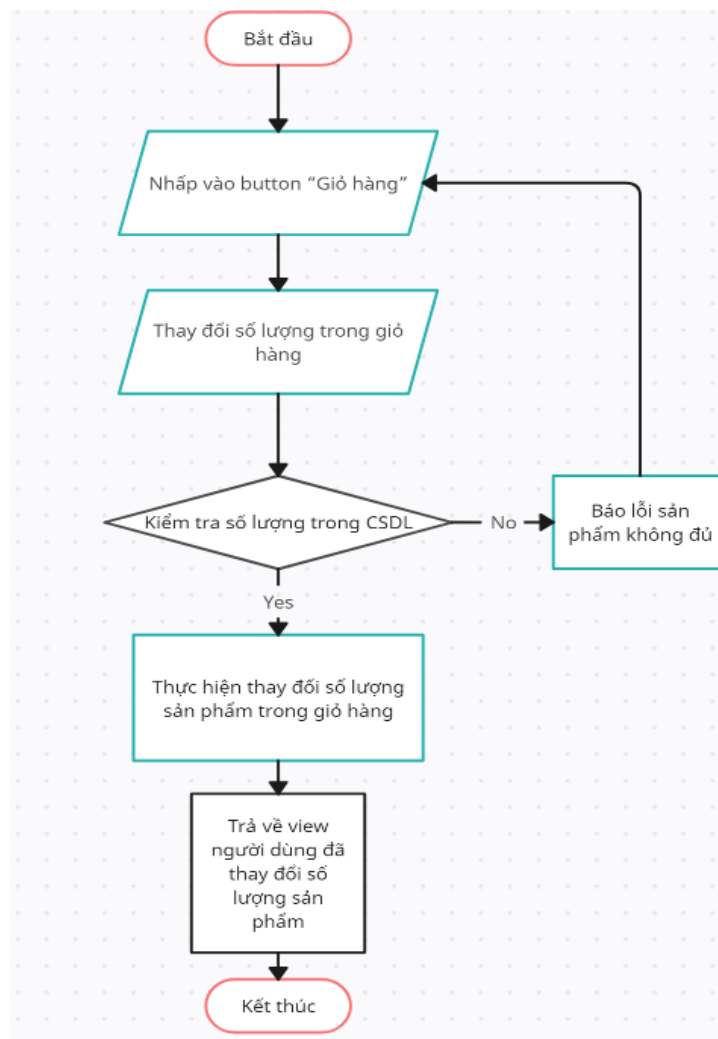 Bắt đầu
Nhấp vào button “Giỏ hàng”
Thay đổi số lượng trong giỏ
hàng
Kiểm tra số lượng trong CSDL
No
Báo lỗi sản
phẩm không đủ
Yes
Thực hiện thay đổi số lượng
sản phẩm trong giỏ hàng
Trả về view
người dùng đã
thay đổi số
lượng sản
phẩm
Kết thúc